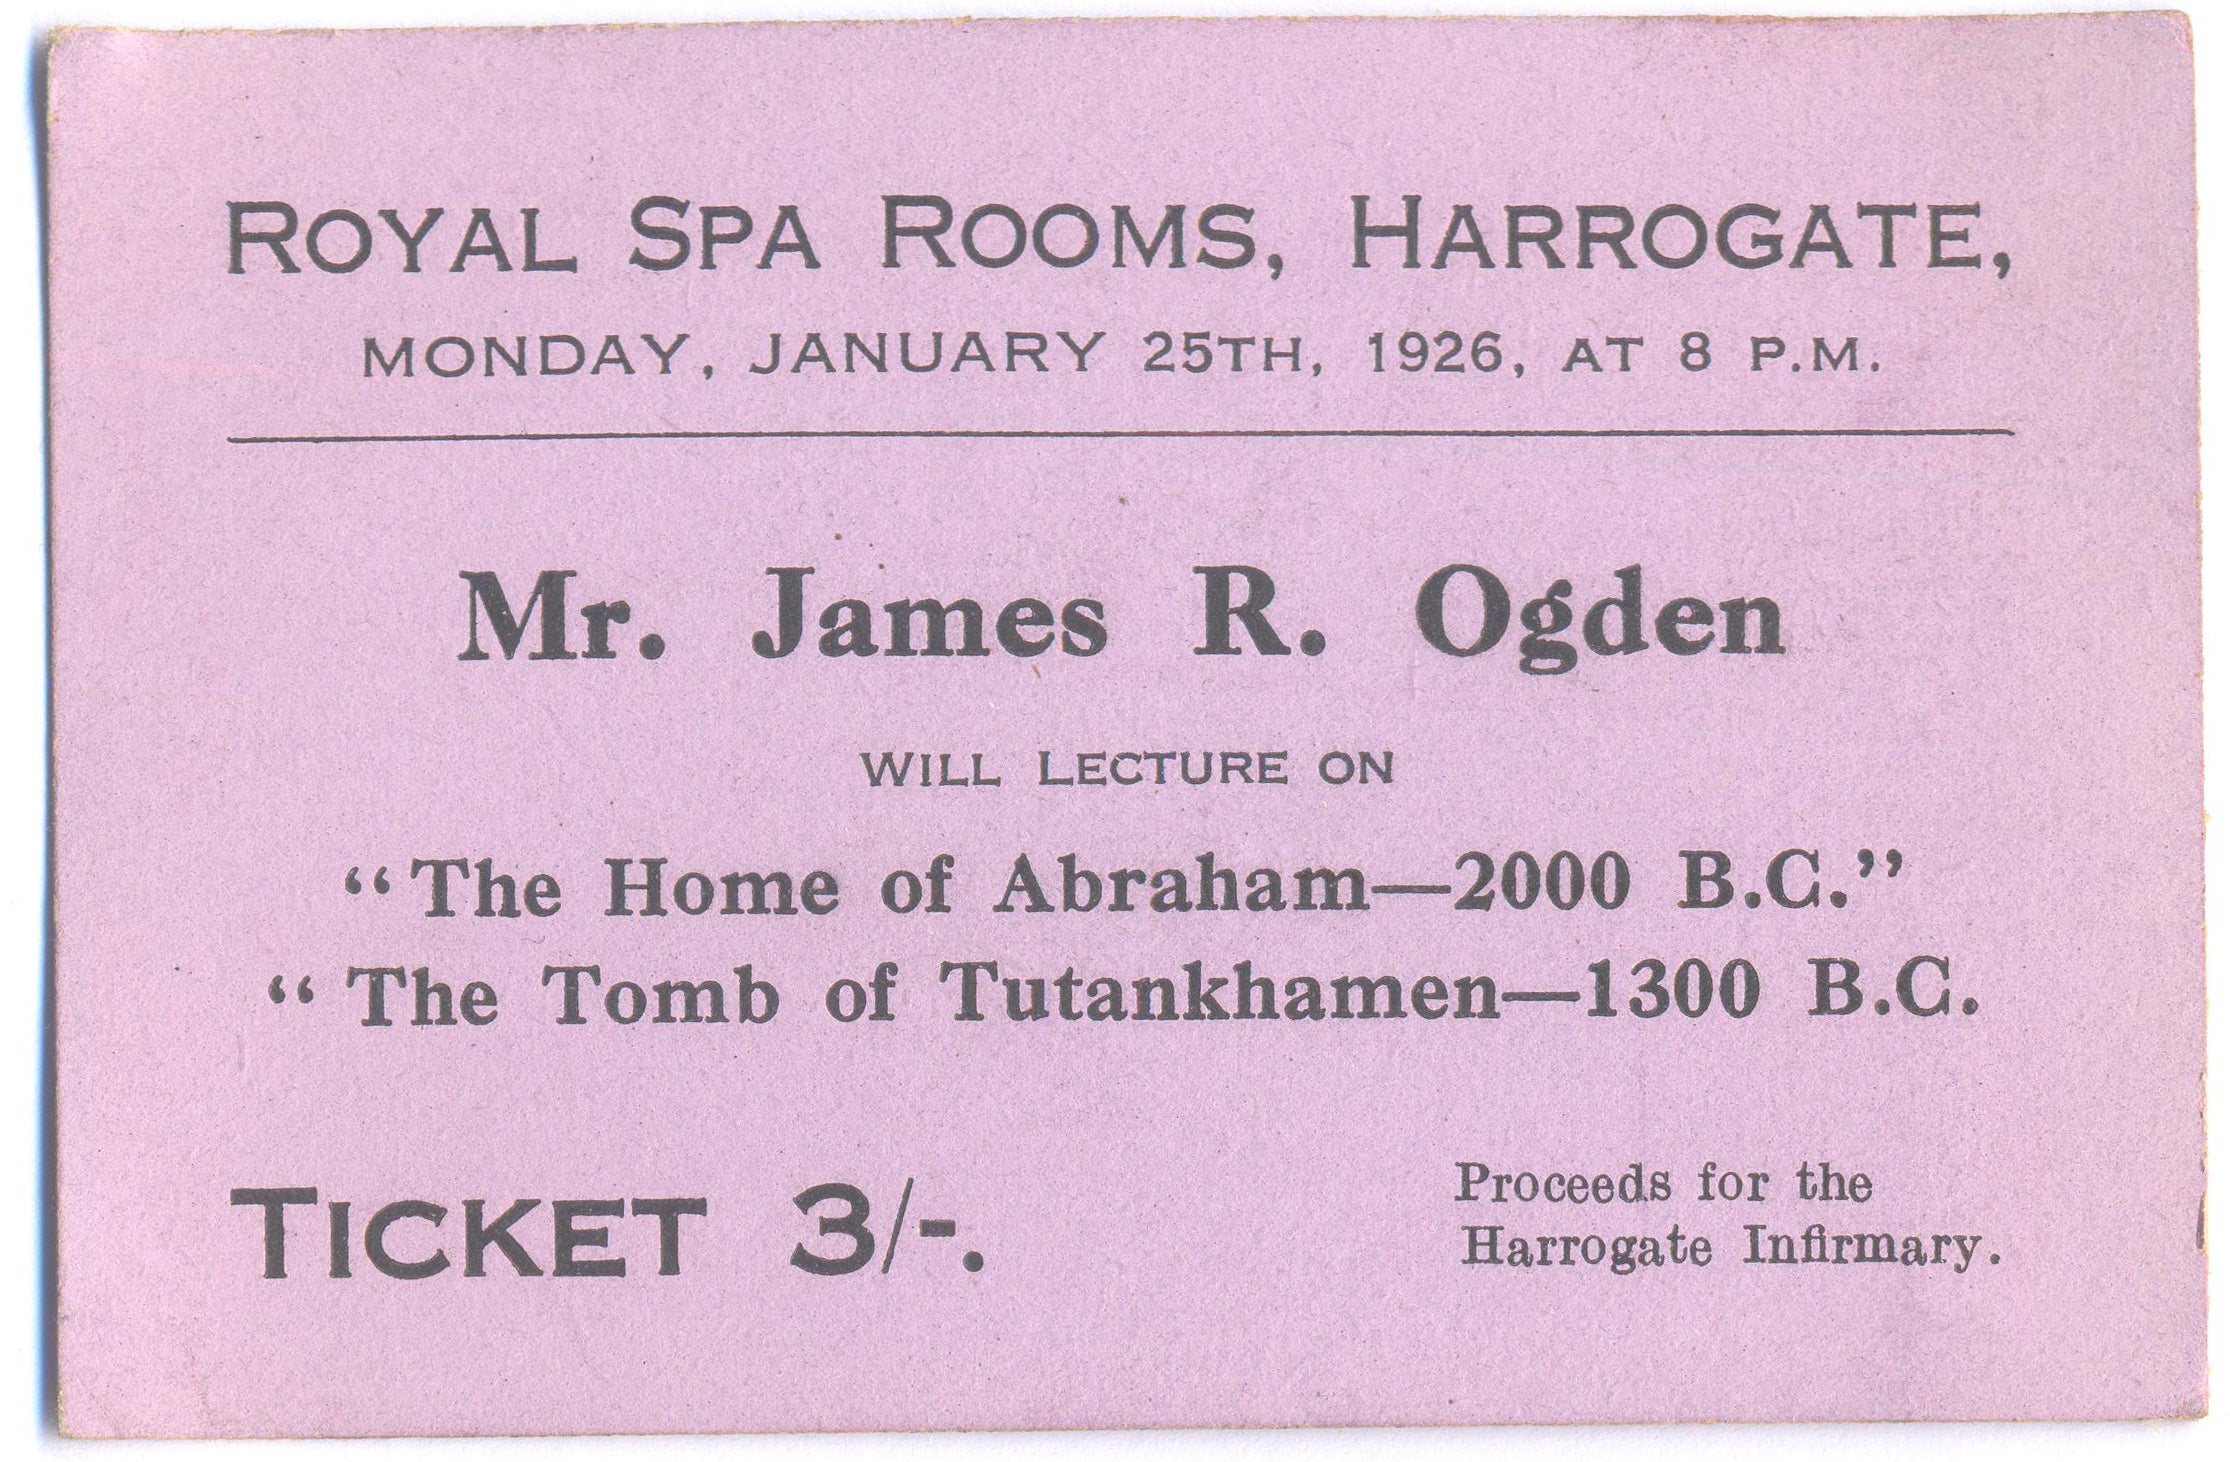 ROYAL SPA ROOMS, HARROGATE,
MONDAY, JANUARY 25TH, 1926, AT 8 P.M.
Mr. James R. Ogden
WILL LECTURE ON
“The Home of Abraham—2000 B.C.”
“The Tomb of Tutankhamen—1300 B.C.
TICKET 3/-.
Proceeds for the
Harrogate Infirmary.